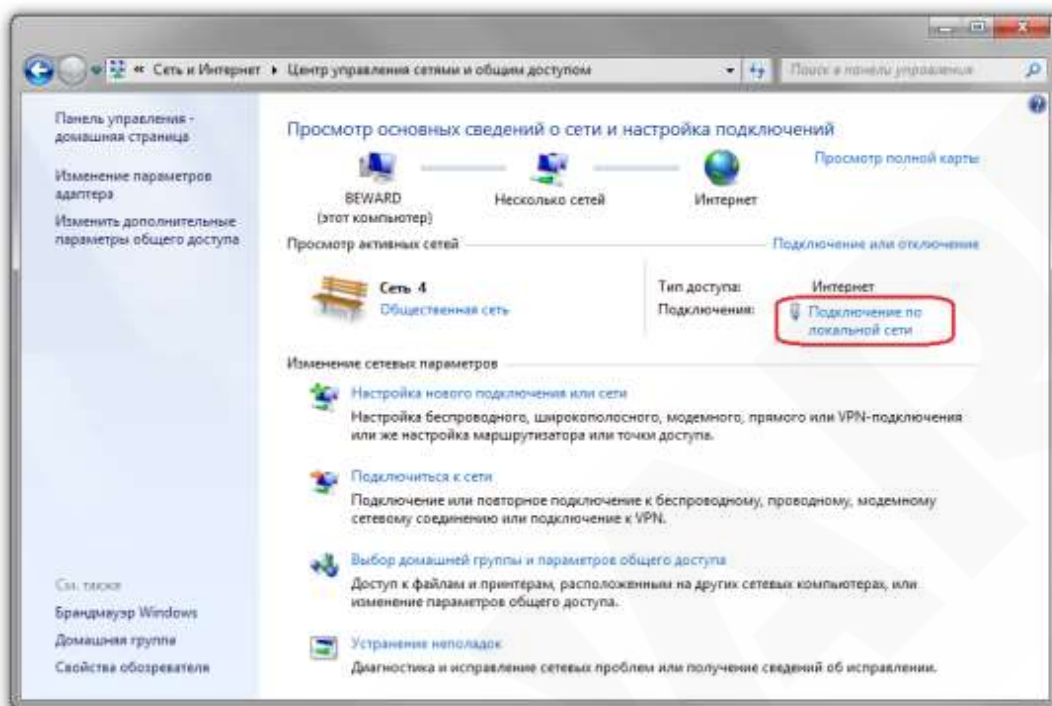 « Сеть и Интернет ▸ Центр управления сетями и общим доступом
Поиск в панели управления
Панель управления -
домашняя страница
Изменение параметров
адаптера
Изменить дополнительные
параметры общего доступа
См. также
Брандмауэр Windows
Домашняя группа
Свойства обозревателя
Просмотр основных сведений о сети и настройка подключений
Просмотр полной карты
BEWARD
(этот компьютер)
Несколько сетей
Интернет
Просмотр активных сетей
Подключение или отключение
Сеть 4
Общественная сеть
Тип доступа: Интернет
Подключения: Подключение по
локальной сети
Изменение сетевых параметров
Настройка нового подключения или сети
Настройка беспроводного, широкополосного, модемного, прямого или VPN-подключения
или же настройка маршрутизатора или точки доступа.
Подключиться к сети
Подключение или повторное подключение к беспроводному, проводному, модемному
сетевому соединению или подключение к VPN.
Выбор домашней группы и параметров общего доступа
Доступ к файлам и принтерам, расположенным на других сетевых компьютерах, или
изменение параметров общего доступа.
Устранение неполадок
Диагностика и исправление сетевых проблем или получение сведений об исправлении.